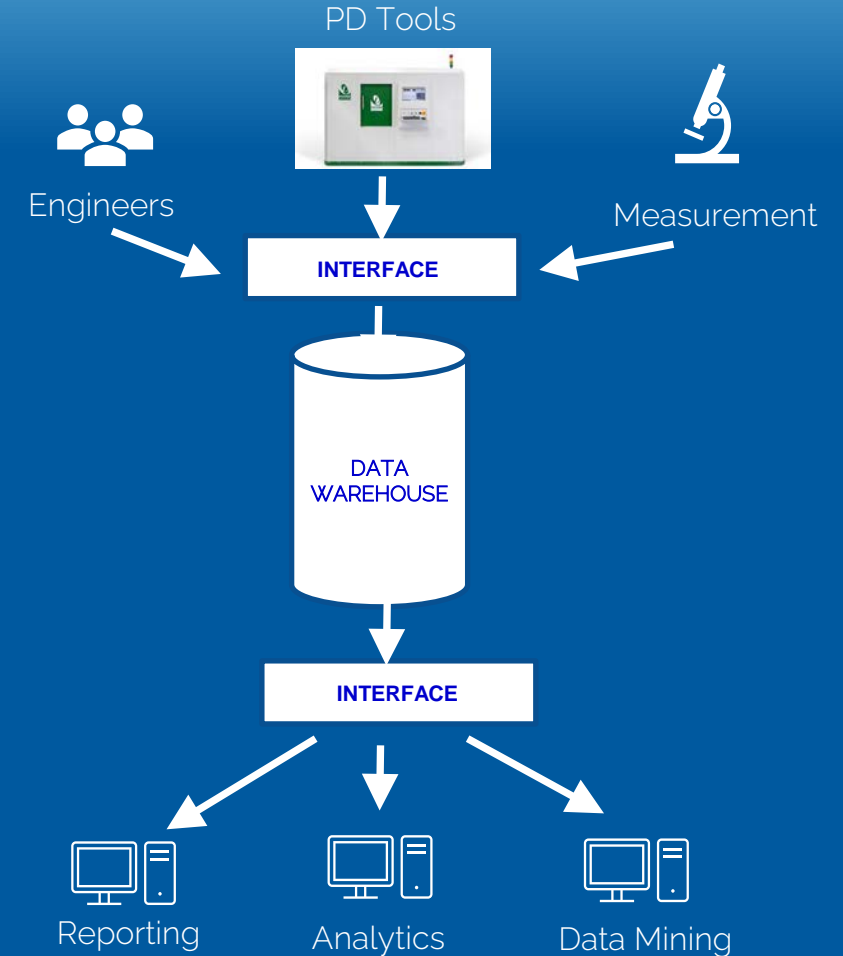 PD Tools
Engineers
Measurement
INTERFACE
DATA
WAREHOUSE
INTERFACE
Reporting
Analytics
Data Mining